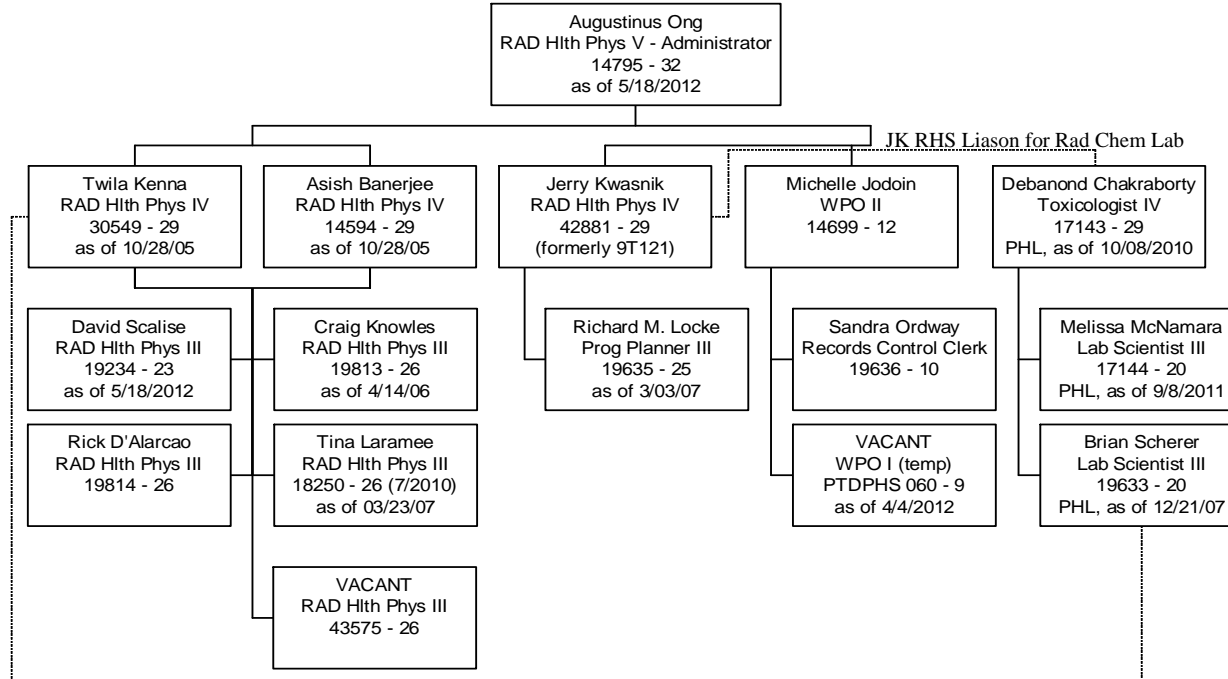 Augustinus Ong
RAD Hlth Phys V - Administrator
14795 - 32
as of 5/18/2012
JK RHS Liason for Rad Chem Lab
Twila Kenna
RAD Hlth Phys IV
30549 - 29
as of 10/28/05
Asish Banerjee
RAD Hlth Phys IV
14594 - 29
as of 10/28/05
Jerry Kwasnik
RAD Hlth Phys IV
42881 - 29
(formerly 9T121)
Michelle Jodoin
WPO II
14699 - 12
Debanond Chakraborty
Toxicologist IV
17143 - 29
PHL, as of 10/08/2010
David Scalise
RAD Hlth Phys III
19234 - 23
as of 5/18/2012
Craig Knowles
RAD Hlth Phys III
19813 - 26
as of 4/14/06
Richard M. Locke
Prog Planner III
19635 - 25
as of 3/03/07
Sandra Ordway
Records Control Clerk
19636 - 10
Melissa McNamara
Lab Scientist III
17144 - 20
PHL, as of 9/8/2011
Rick D'Alarcao
RAD Hlth Phys III
19814 - 26
Tina Laramee
RAD Hlth Phys III
18250 - 26 (7/2010)
as of 03/23/07
VACANT
WPO I (temp)
PTDPHS 060 - 9
as of 4/4/2012
Brian Scherer
Lab Scientist III
19633 - 20
PHL, as of 12/21/07
VACANT
RAD Hlth Phys III
43575 - 26